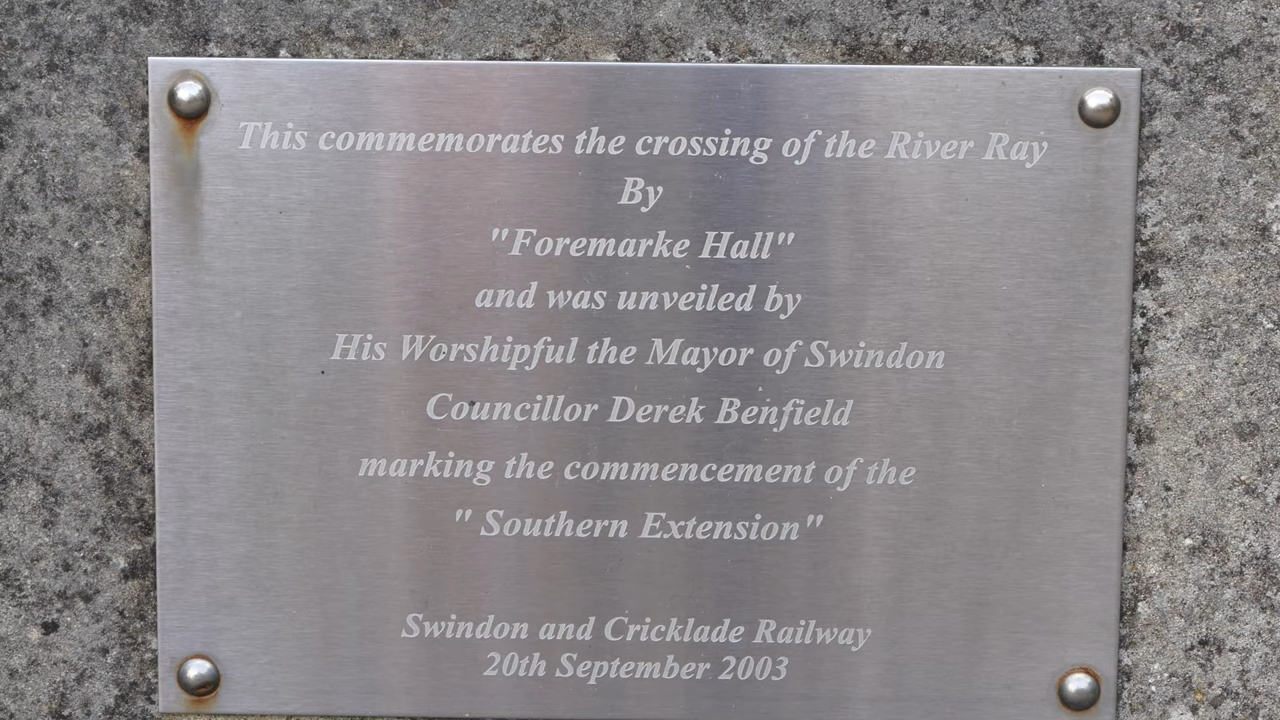 This commemorates the crossing of the River Ray
By
"Foremarke Hall"
and was unveiled by
His Worshipful the Mayor of Swindon
Councillor Derek Benfield
marking the commencement of the
" Southern Extension"
Swindon and Cricklade Railway
20th September 2003